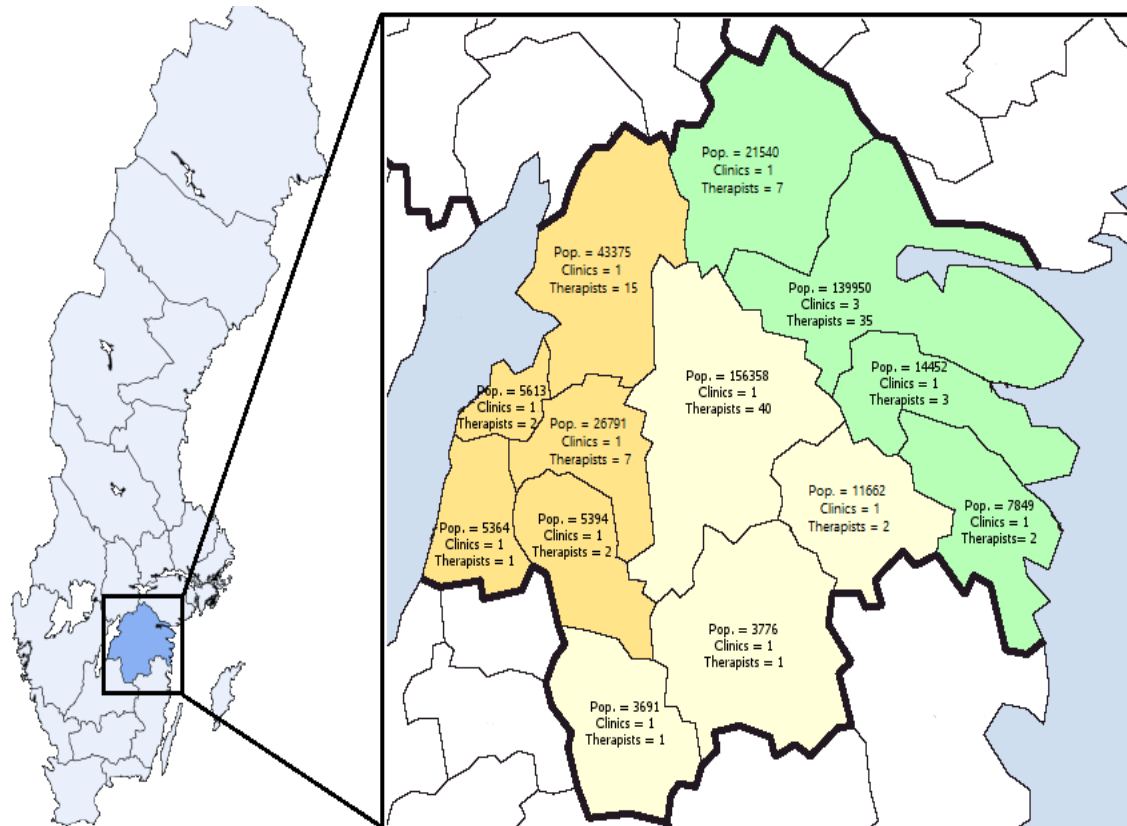 Pop. = 21540
Clinics = 1
Therapists = 7
Pop. = 43375
Clinics = 1
Therapists = 15
Pop. = 139950
Clinics = 3
Therapists = 35
Pop. = 14452
Clinics = 1
Therapists = 3
Pop. = 156358
Clinics = 1
Therapists = 40
Pop. = 5613
Clinics = 1
Therapists = 2
Pop. = 26791
Clinics = 1
Therapists = 7
Pop. = 11662
Clinics = 1
Therapists = 2
Pop. = 7849
Clinics = 1
Therapists= 2
Pop. = 5364
Clinics = 1
Therapists = 1
Pop. = 5394
Clinics = 1
Therapists = 2
Pop. = 3776
Clinics = 1
Therapists = 1
Pop. = 3691
Clinics = 1
Therapists = 1